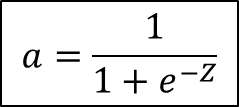 a = 1 / (1 + e^{-Z})